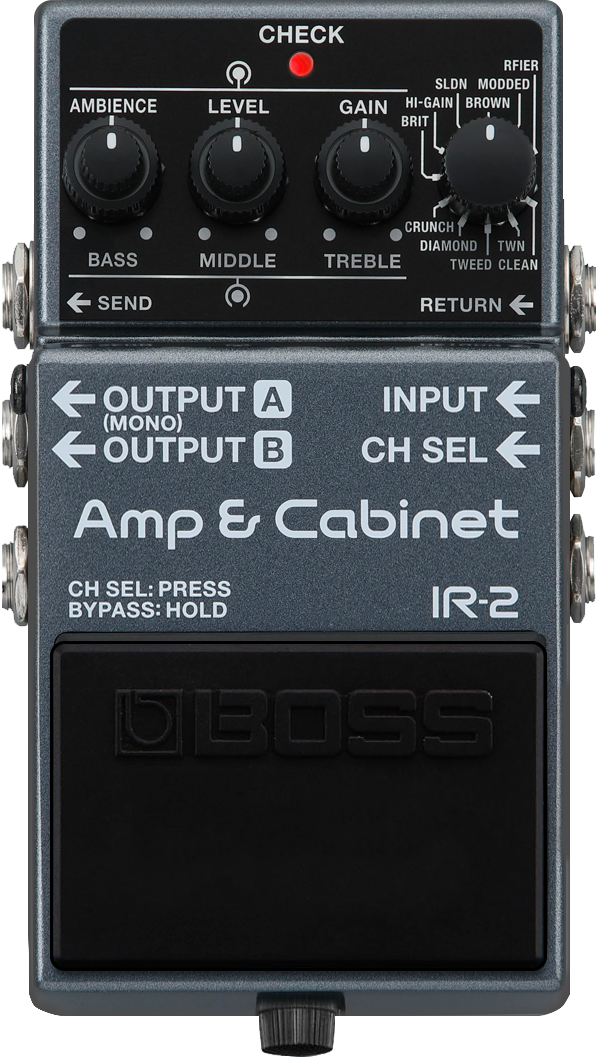 CHECK
AMBIENCE LEVEL GAIN
RFIER
SLDN MODDED
HI-GAIN BROWN
BRIT
CRUNCH
DIAMOND TWN
TWEED CLEAN
BASS MIDDLE TREBLE
← SEND RETURN ←
← OUTPUT A INPUT ←
(MONO)
← OUTPUT B CH SEL ←
Amp & Cabinet
CH SEL: PRESS
BYPASS: HOLD
IR-2
BOSS